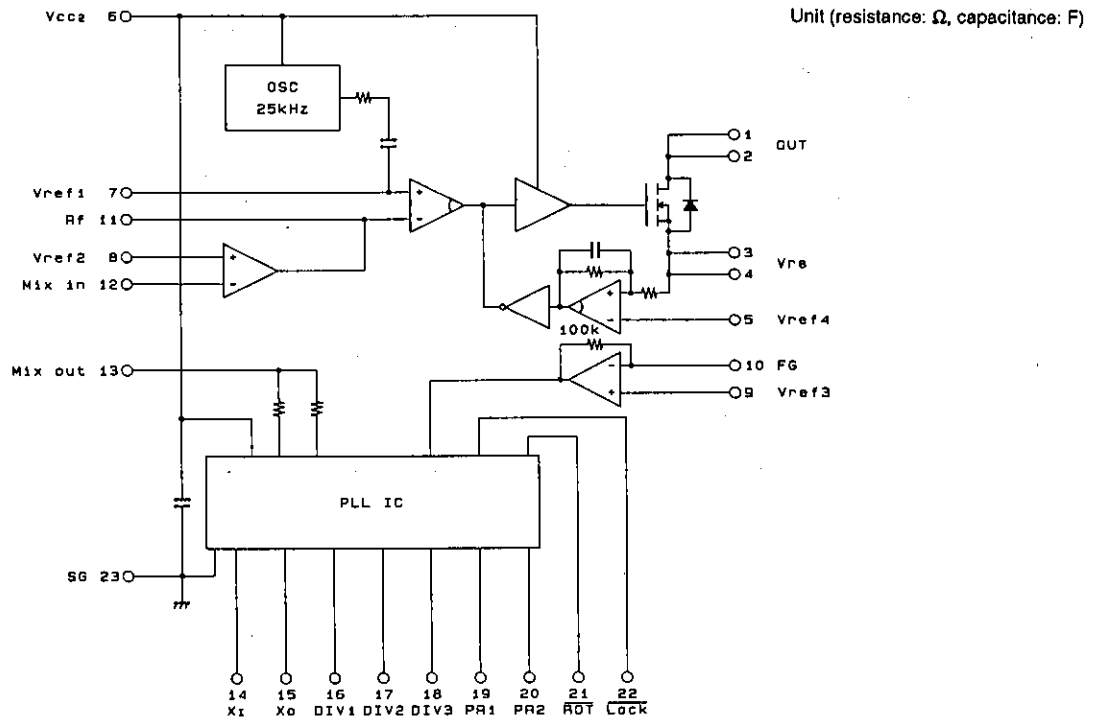 Unit (resistance: Ω, capacitance: F)
Vcc2 6
OSC
25kHz
1
OUT
2
Vref1 7
+
Rf 11
-
Vref2 8
+
Mix in 12
-
3
Vre
4
+
-
5 Vref4
100k
Mix out 13
-
10 FG
+
9 Vref3
PLL IC
SG 23
14 15 16 17 18 19 20 21 22
XI Xo DIV1 DIV2 DIV3 PR1 PR2 ROT Lock